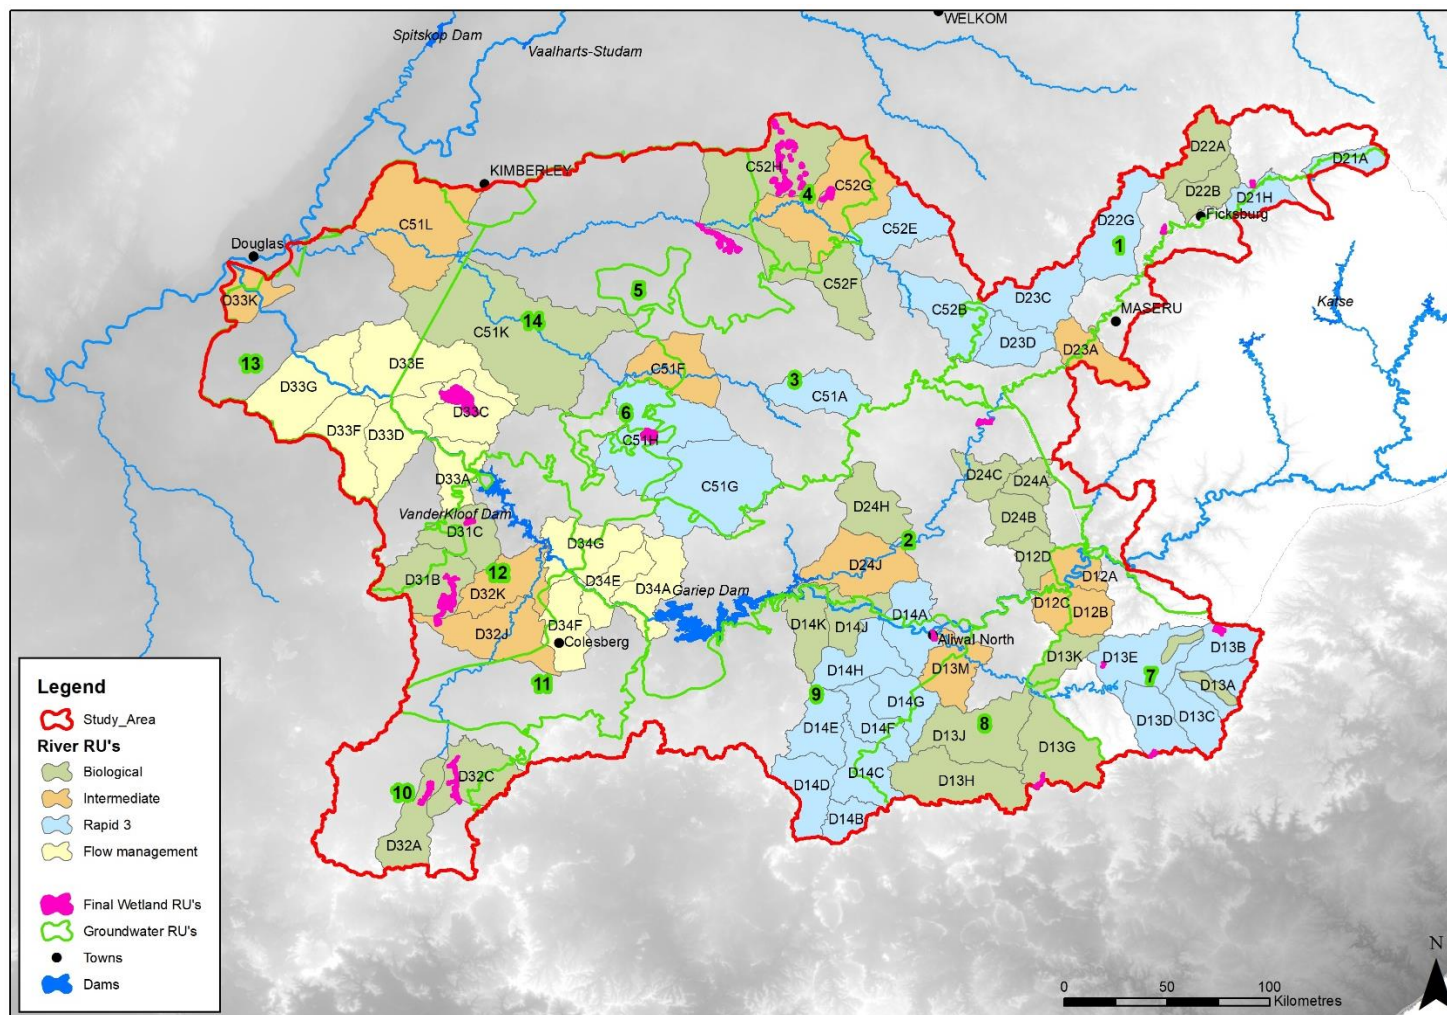 WELKOM
Spitskop Dam
Vaalharts-Studam
D22A
D21A
KIMBERLEY
C52H
D22B
D21H
4
C52G
Ficksburg
D22G
C51L
C52E
1
Douglas
5
C52F
D33K
D23C
Katse
C52B
MASERU
14
C51K
D23D
D23A
D33E
13
C51F
D33G
3
C51A
D33C
6
D33F
D33D
C51H
D33A
C51G
D24C
D24A
VanderKloof Dam
D24H
D24B
D31C
D34G
2
D12D
D24J
D12A
D31B
12
D34E
D34A
Gariep Dam
D32K
D12C
D12B
D14A
D14K
D14J
D32J
D34F
Colesberg
Aliwal North
D13K
D13E
D13B
D14H
D13M
7
D13A
11
9
D14G
D13D
D13C
D14E
D14F
8
D13J
D13G
D32C
D14C
D14D
D13H
10
D14B
D32A
Legend
Study_Area
River RU's
Biological
Intermediate
Rapid 3
Flow management
Final Wetland RU's
Groundwater RU's
Towns
Dams
N
0 25 50 100
Kilometres